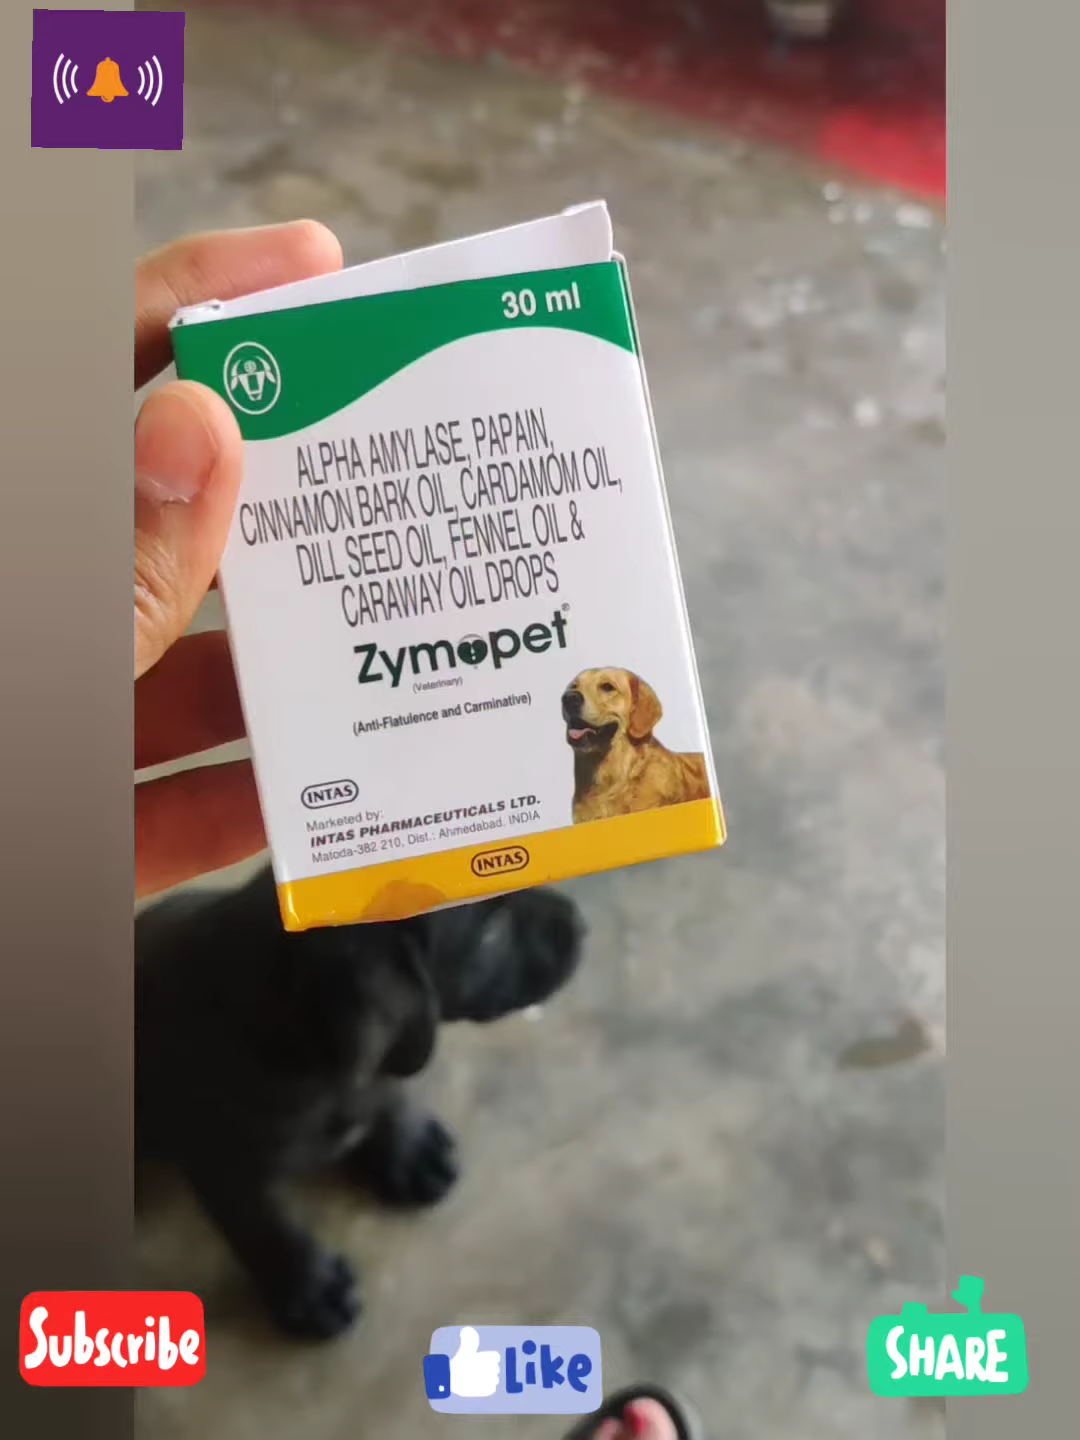 30 ml
ALPHA AMYLASE, PAPAIN,
CINNAMON BARK OIL, CARDAMOM OIL,
DILL SEED OIL, FENNEL OIL &
CARAWAY OIL DROPS
Zymopet®
(Veterinary)
(Anti-Flatulence and Carminative)
INTAS
Marketed by:
INTAS PHARMACEUTICALS LTD.
Matoda-382 210, Dist.: Ahmedabad, INDIA
INTAS
Subscribe
Like
SHARE